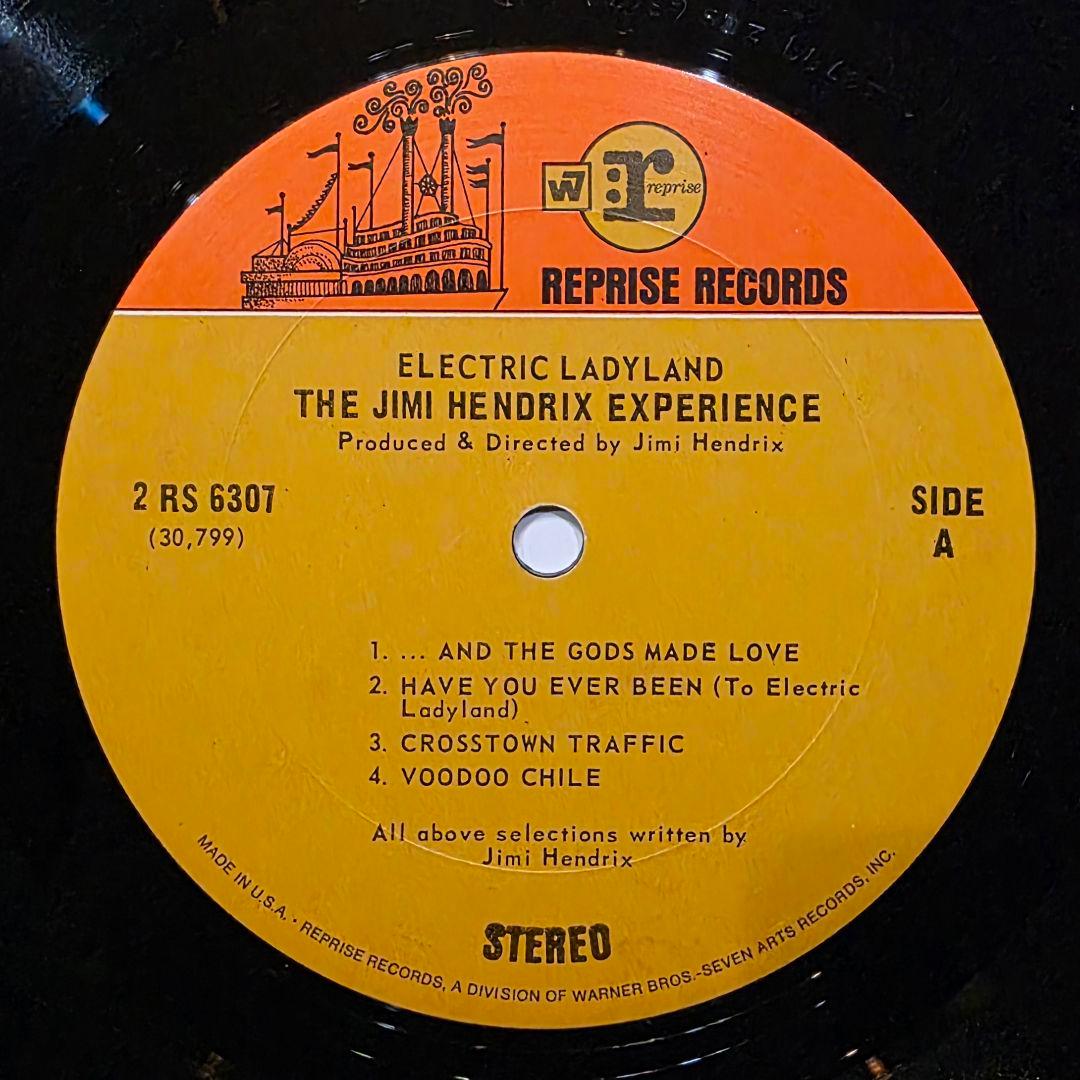 W7
r
reprise
REPRISE RECORDS
ELECTRIC LADYLAND
THE JIMI HENDRIX EXPERIENCE
Produced & Directed by Jimi Hendrix
2 RS 6307
(30,799)
SIDE
A
1. ... AND THE GODS MADE LOVE
2. HAVE YOU EVER BEEN (To Electric
Ladyland)
3. CROSSTOWN TRAFFIC
4. VOODOO CHILE
All above selections written by
Jimi Hendrix
STEREO
MADE IN U.S.A. • REPRISE RECORDS, A DIVISION OF WARNER BROS.-SEVEN ARTS RECORDS, INC.